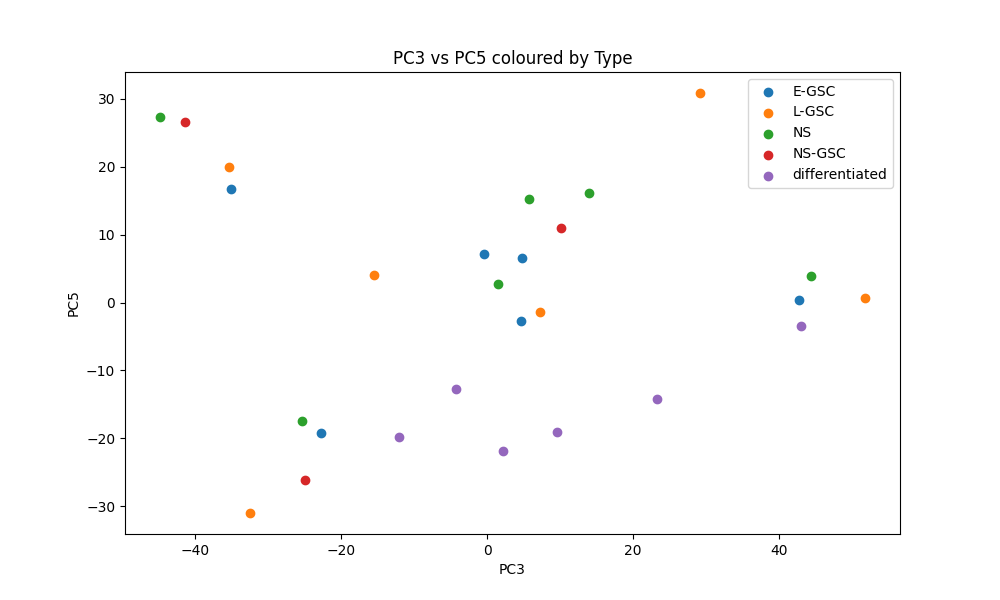 PC3 vs PC5 coloured by Type
E-GSC
L-GSC
NS
NS-GSC
differentiated
30
20
10
0
−10
−20
−30
PC5
−40
−20
0
20
40
PC3